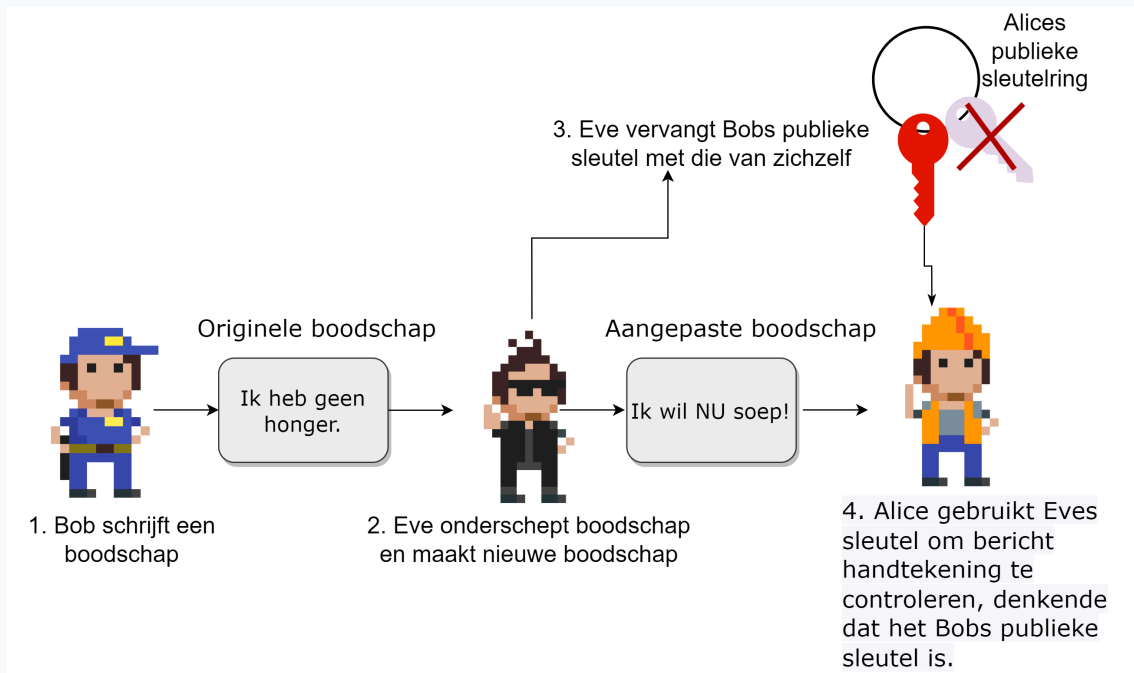 Alices
publieke
sleutelring
3. Eve vervangt Bobs publieke
sleutel met die van zichzelf
Originele boodschap
Aangepaste boodschap
Ik heb geen
honger.
Ik wil NU soep!
1. Bob schrijft een
boodschap
2. Eve onderschept boodschap
en maakt nieuwe boodschap
4. Alice gebruikt Eves
sleutel om bericht
handtekening te
controleren, denkende
dat het Bobs publieke
sleutel is.